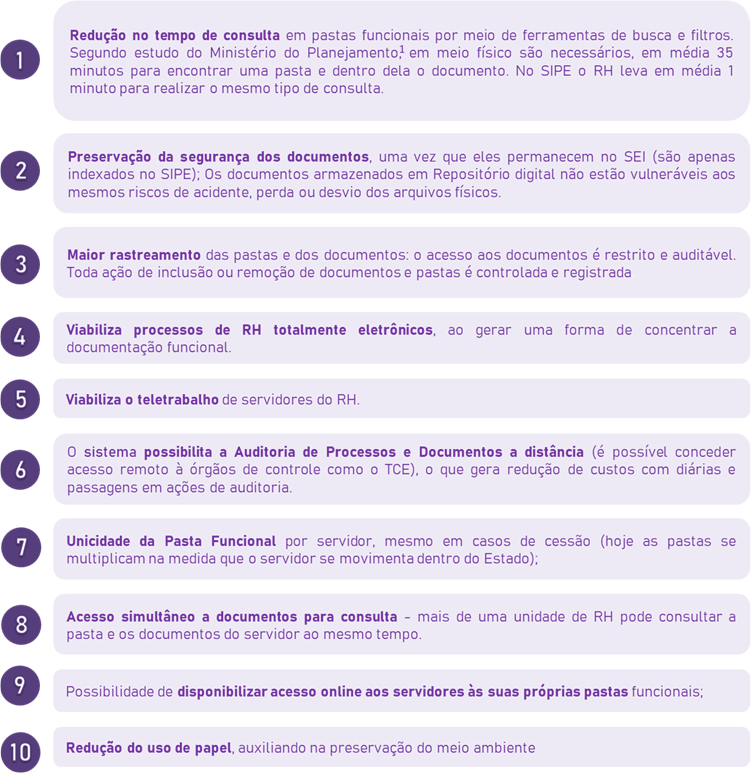 1
Redução no tempo de consulta em pastas funcionais por meio de ferramentas de busca e filtros.
Segundo estudo do Ministério do Planejamento,1 em meio físico são necessários, em média 35
minutos para encontrar uma pasta e dentro dela o documento. No SIPE o RH leva em média 1
minuto para realizar o mesmo tipo de consulta.
2
Preservação da segurança dos documentos, uma vez que eles permanecem no SEI (são apenas
indexados no SIPE); Os documentos armazenados em Repositório digital não estão vulneráveis aos
mesmos riscos de acidente, perda ou desvio dos arquivos físicos.
3
Maior rastreamento das pastas e dos documentos: o acesso aos documentos é restrito e auditável.
Toda ação de inclusão ou remoção de documentos e pastas é controlada e registrada
4
Viabiliza processos de RH totalmente eletrônicos, ao gerar uma forma de concentrar a
documentação funcional.
5
Viabiliza o teletrabalho de servidores do RH.
6
O sistema possibilita a Auditoria de Processos e Documentos a distância (é possível conceder
acesso remoto à órgãos de controle como o TCE), o que gera redução de custos com diárias e
passagens em ações de auditoria.
7
Unicidade da Pasta Funcional por servidor, mesmo em casos de cessão (hoje as pastas se
multiplicam na medida que o servidor se movimenta dentro do Estado);
8
Acesso simultâneo a documentos para consulta - mais de uma unidade de RH pode consultar a
pasta e os documentos do servidor ao mesmo tempo.
9
Possibilidade de disponibilizar acesso online aos servidores às suas próprias pastas funcionais;
10
Redução do uso de papel, auxiliando na preservação do meio ambiente